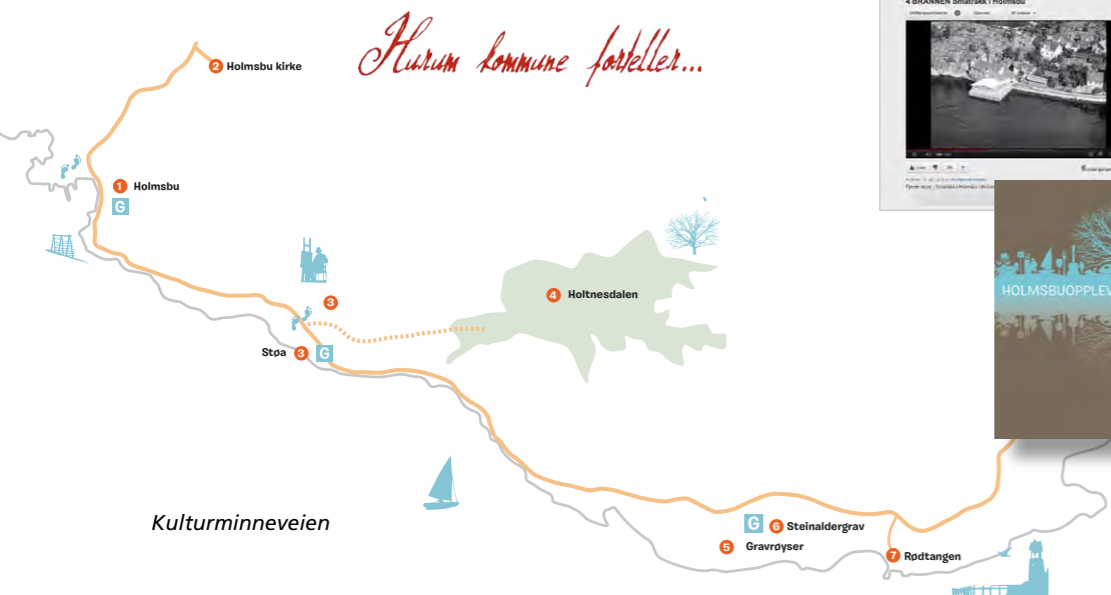 4 BRANNEN Småtrakk i Holmsbu
Hurum kommune forteller...
2 Holmsbu kirke
1 Holmsbu
G
3
4 Holtnesdalen
Støa 3 G
HOLMSBUOPPLEV
Kulturminneveien
G 6 Steinaldergrav
5 Gravrøyser
7 Rødtangen